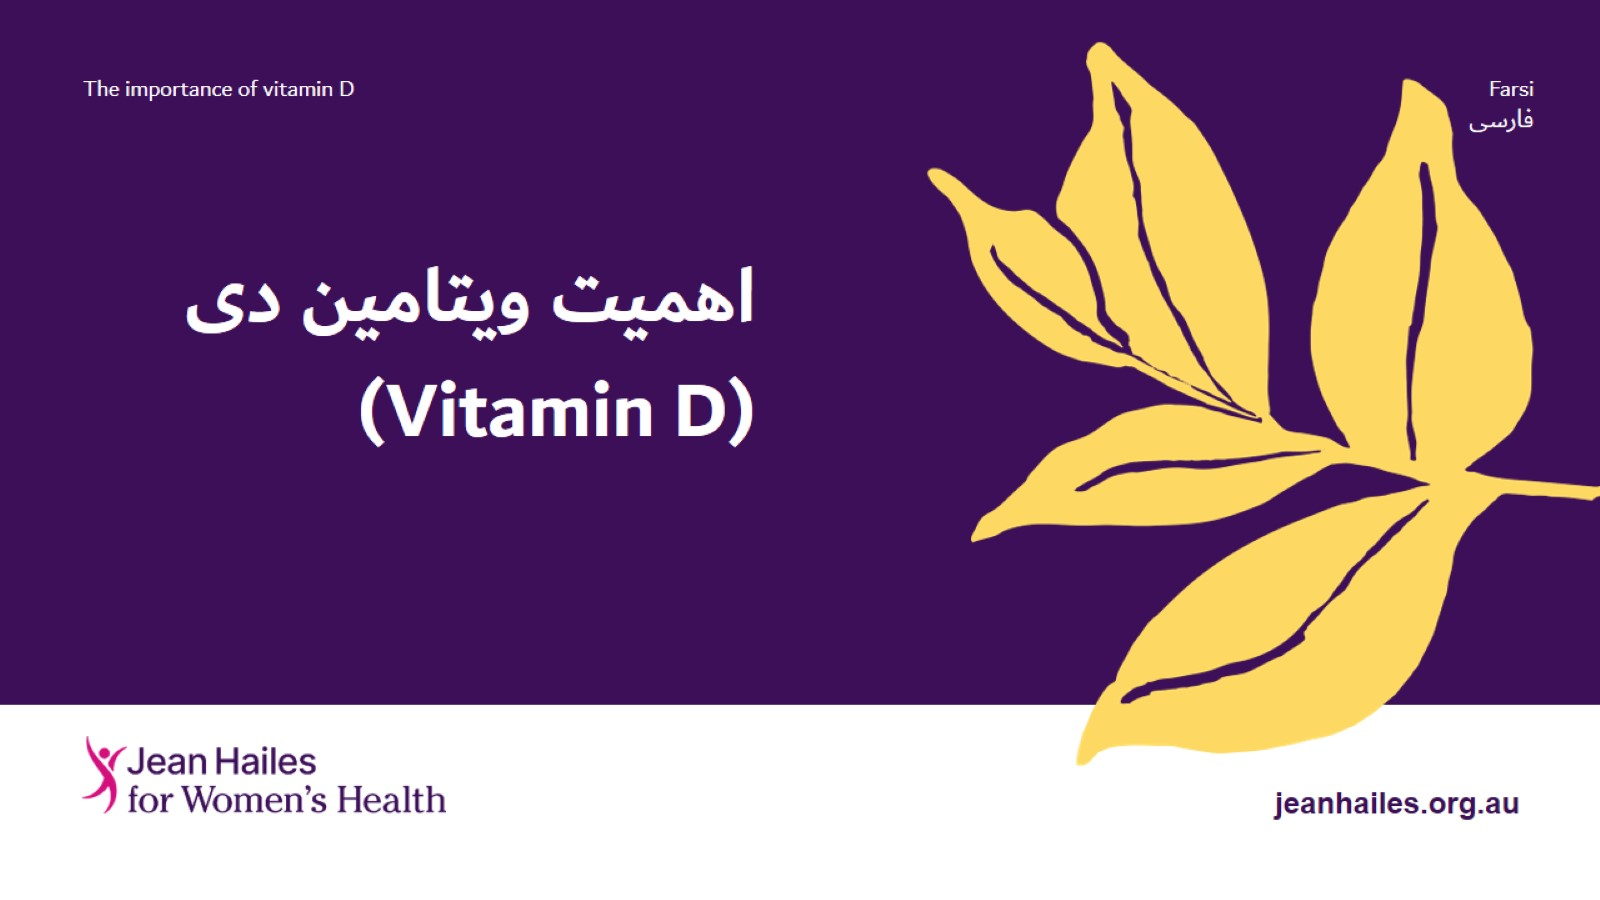 The importance of vitamin D
Farsi
فارسی
اهمیت ویتامین دی
(Vitamin D)
Jean Hailes
for Women's Health
jeanhailes.org.au